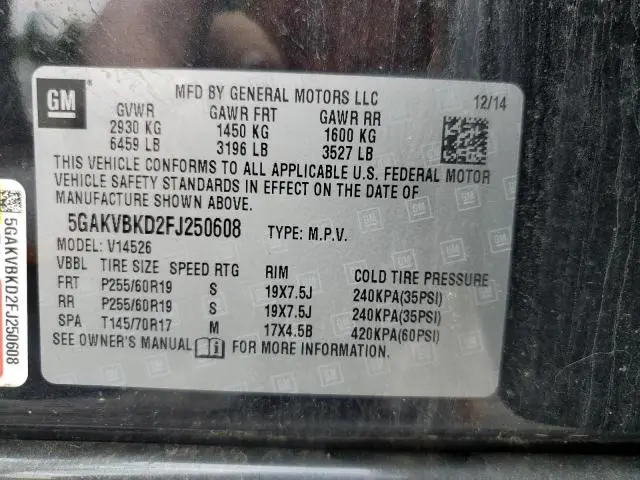 GM
MFD BY GENERAL MOTORS LLC 12/14
GVWR GAWR FRT GAWR RR
2930 KG 1450 KG 1600 KG
6459 LB 3196 LB 3527 LB
THIS VEHICLE CONFORMS TO ALL APPLICABLE U.S. FEDERAL MOTOR
VEHICLE SAFETY STANDARDS IN EFFECT ON THE DATE OF
MANUFACTURE SHOWN ABOVE.
5GAKVBKD2FJ250608 TYPE: M.P.V.
MODEL: V14526
VBBL TIRE SIZE SPEED RTG RIM COLD TIRE PRESSURE
FRT P255/60R19 S 19X7.5J 240KPA(35PSI)
RR P255/60R19 S 19X7.5J 240KPA(35PSI)
SPA T145/70R17 M 17X4.5B 420KPA(60PSI)
SEE OWNER'S MANUAL i FOR MORE INFORMATION.
5GAKVBKD2FJ250608